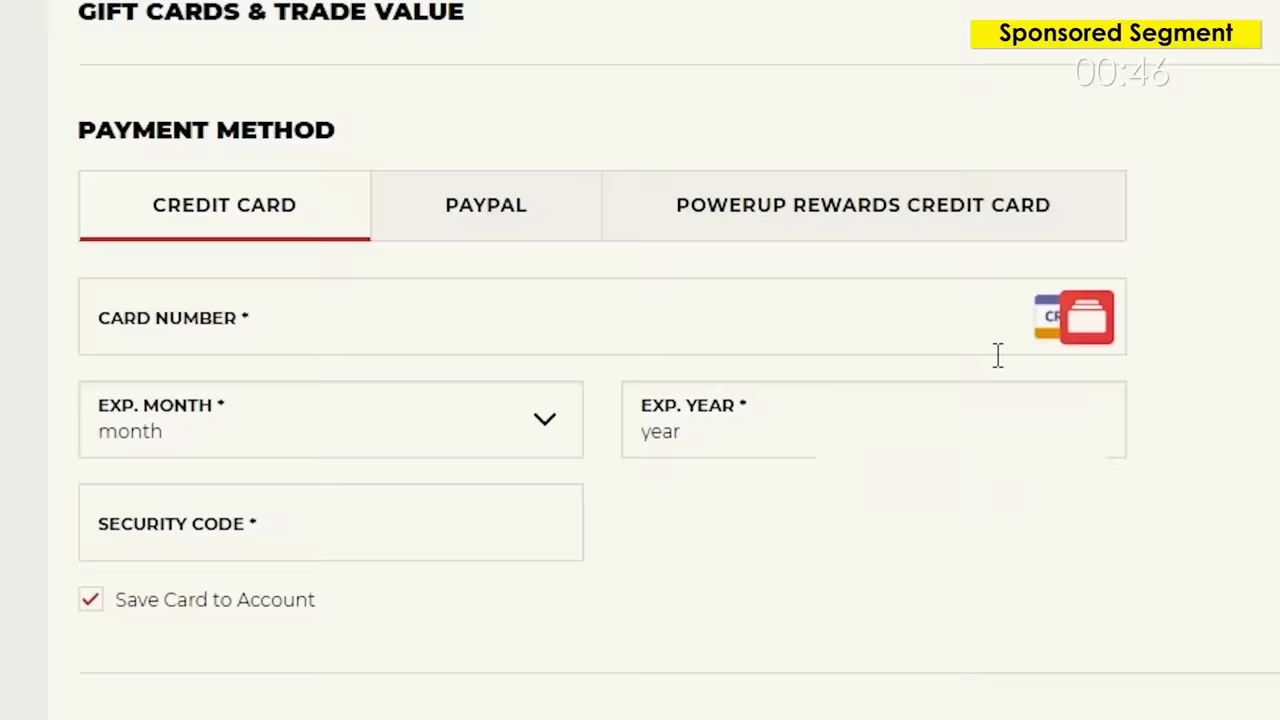 GIFT CARDS & TRADE VALUE
Sponsored Segment
00:46
PAYMENT METHOD
CREDIT CARD
PAYPAL
POWERUP REWARDS CREDIT CARD
CARD NUMBER *
CR
EXP. MONTH *
month
EXP. YEAR *
year
SECURITY CODE *
Save Card to Account